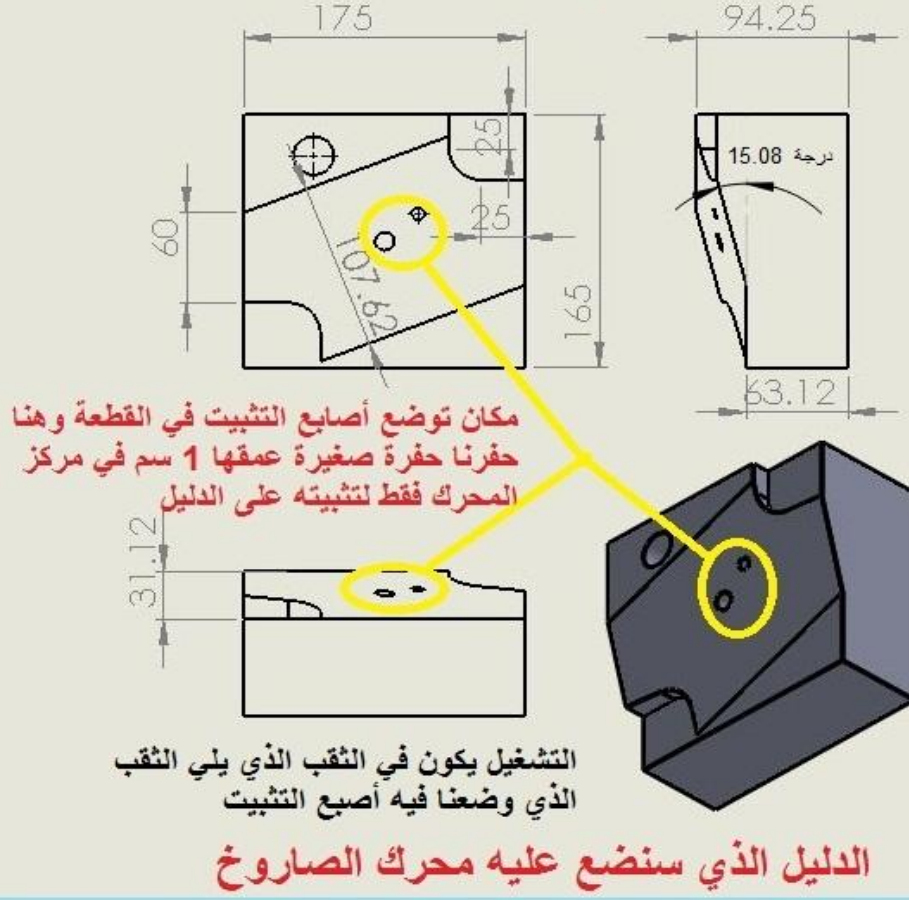 175
94.25
25
درجة 15.08
60
25
107.62
165
63.12
مكان توضع أصابع التثبيت في القطعة وهنا
حفرنا حفرة صغيرة عمقها 1 سم في مركز
المحرك فقط لتثبيته على الدليل
31.12
التشغيل يكون في الثقب الذي يلي الثقب
الذي وضعنا فيه أصبع التثبيت
الدليل الذي سنضع عليه محرك الصاروخ